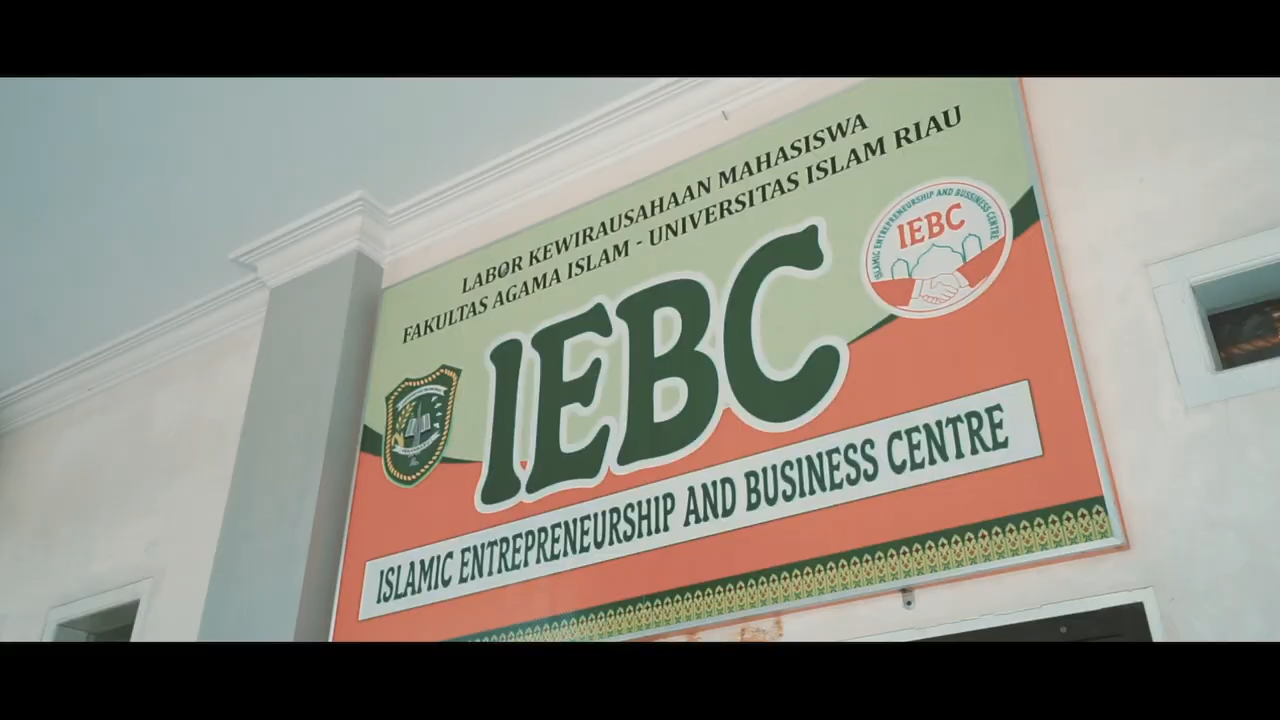 LABOR KEWIRAUSAHAAN MAHASISWA
FAKULTAS AGAMA ISLAM - UNIVERSITAS ISLAM RIAU
ISLAMIC ENTREPRENEURSHIP AND BUSSINESS CENTRE
IEBC
IEBC
ISLAMIC ENTREPRENEURSHIP AND BUSINESS CENTRE